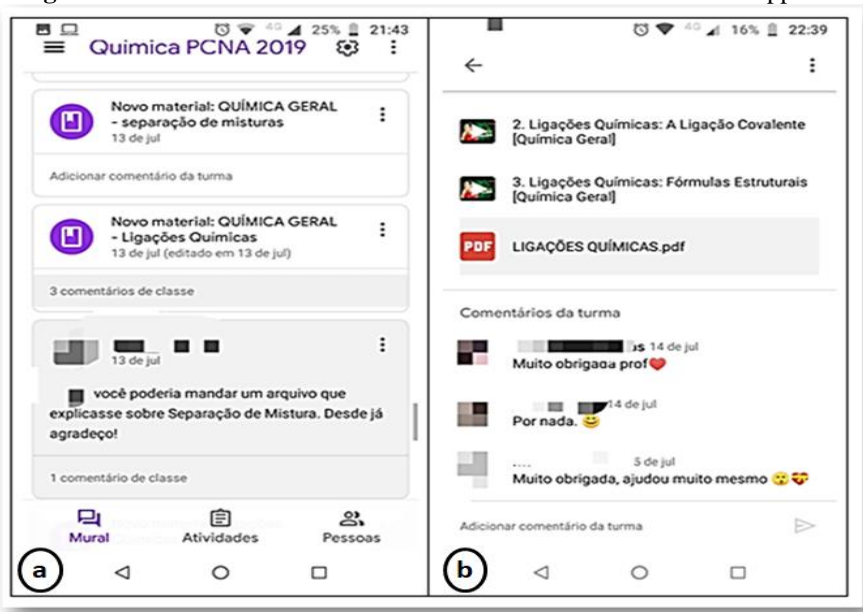 4G 25% 21:43
Quimica PCNA 2019
Novo material: QUÍMICA GERAL
- separação de misturas
13 de jul
Adicionar comentário da turma
Novo material: QUÍMICA GERAL
- Ligações Químicas
13 de jul (editado em 13 de jul)
3 comentários de classe
13 de jul
você poderia mandar um arquivo que
explicasse sobre Separação de Mistura. Desde já
agradeço!
1 comentário de classe
Mural Atividades Pessoas
a
4G 16% 22:39
2. Ligações Químicas: A Ligação Covalente
[Química Geral]
3. Ligações Químicas: Fórmulas Estruturais
[Química Geral]
PDF LIGAÇÕES QUÍMICAS.pdf
Comentários da turma
14 de jul
Muito obrigada prof❤️
14 de jul
Por nada. 😄
5 de jul
Muito obrigada, ajudou muito mesmo 😚💝
Adicionar comentário da turma
b